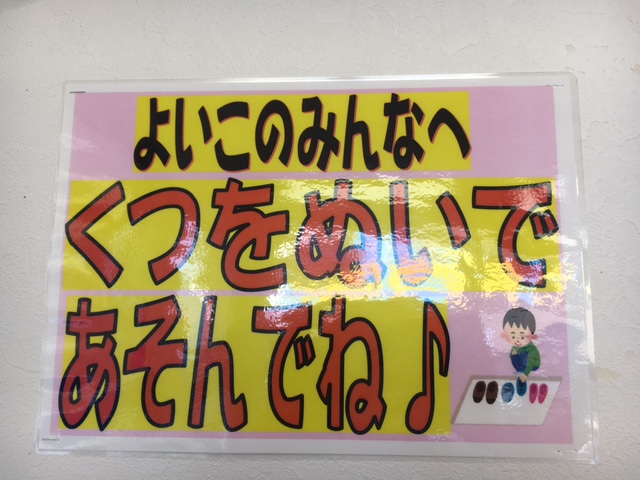 よいこのみんなへ
くつをぬいで
あそんでね♪